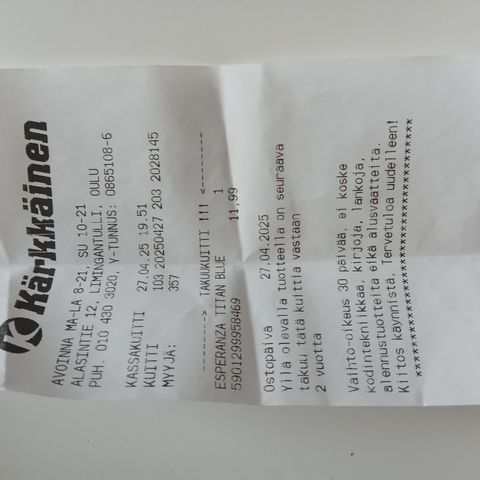 Kärkkäinen
AVOINNA MA-LA 8-21, SU 10-21
ALASINTIE 12, LIMINGANTULLI, OULU
PUH. 010 430 3020, Y-TUNNUS: 0865108-6
KASSAKUITTI 27.04.25 19.51
KUITTI 103 20250427 203 2028145
MYYJÄ: 357
--------> TAKUUKUITTI !!! <--------
ESPERANZA TITAN BLUE 1
5901299958469 11,99
Ostopäivä 27.04.2025
Yllä olevalla tuotteella on seuraava
takuu tätä kuittia vastaan
2 vuotta
Vaihto-oikeus 30 päivää, ei koske
kodintekniikkaa, kirjoja, lankoja,
alennustuotteita eikä alusvaatteita.
Kiitos käynnistä, Tervetuloa uudelleen!
************************************